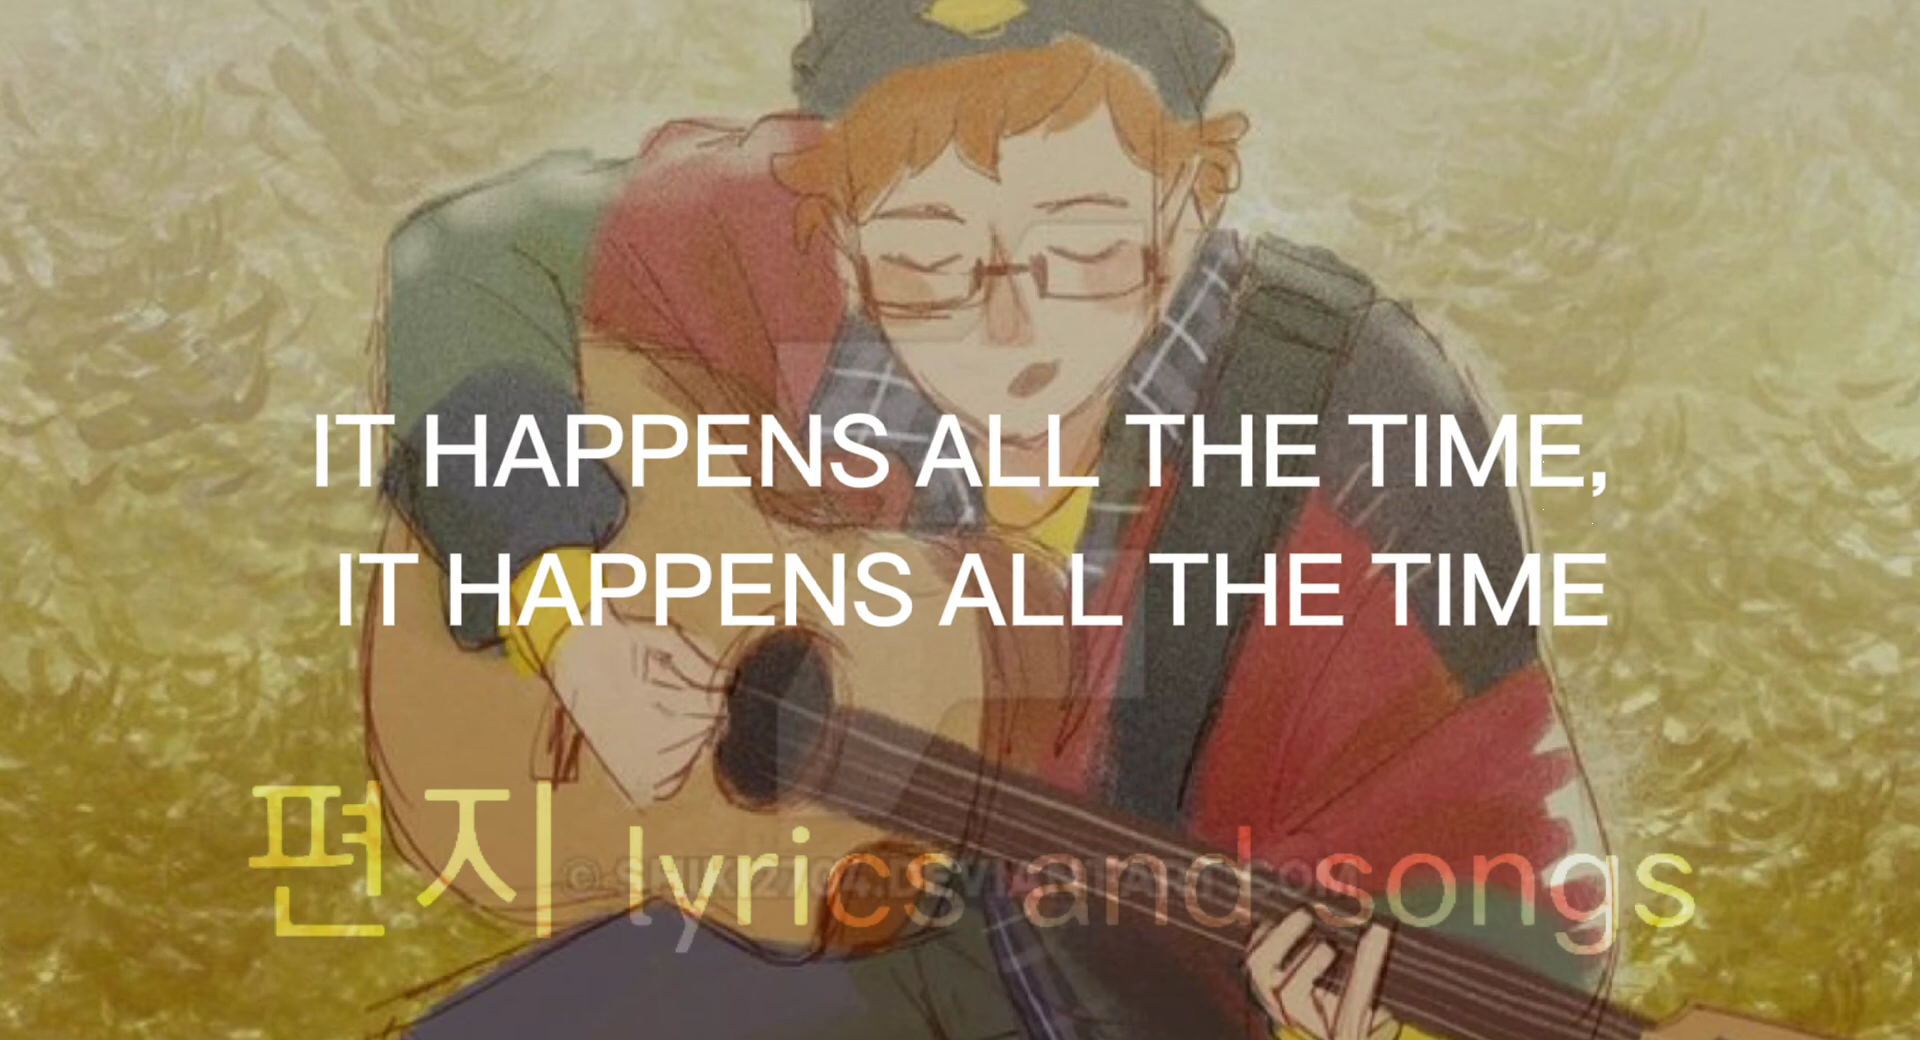 IT HAPPENS ALL THE TIME,
IT HAPPENS ALL THE TIME
편지 lyrics and songs